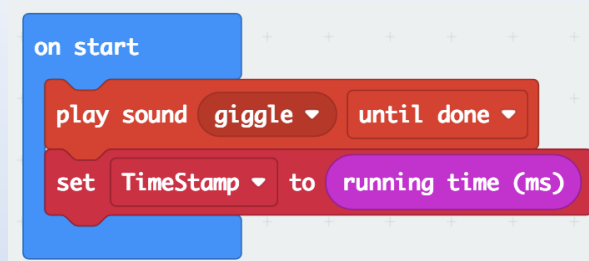 on start
play sound giggle until done
set TimeStamp to running time (ms)